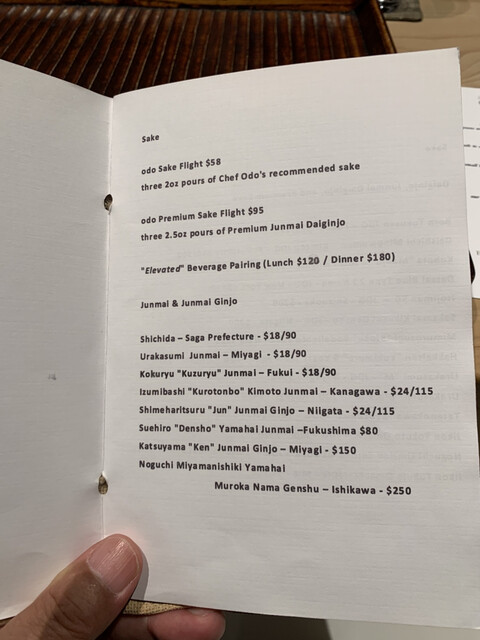 Sake
odo Sake Flight $58
three 2oz pours of Chef Odo's recommended sake
odo Premium Sake Flight $95
three 2.5oz pours of Premium Junmai Daiginjo
"Elevated" Beverage Pairing (Lunch $120 / Dinner $180)
Junmai & Junmai Ginjo
Shichida – Saga Prefecture - $18/90
Urakasumi Junmai – Miyagi - $18/90
Kokuryu "Kuzuryu" Junmai – Fukui - $18/90
Izumibashi "Kurotonbo" Kimoto Junmai – Kanagawa - $24/115
Shimeharitsuru "Jun" Junmai Ginjo – Niigata - $24/115
Suehiro "Densho" Yamahai Junmai –Fukushima $80
Katsuyama "Ken" Junmai Ginjo – Miyagi - $150
Noguchi Miyamanishiki Yamahai
Muroka Nama Genshu – Ishikawa - $250